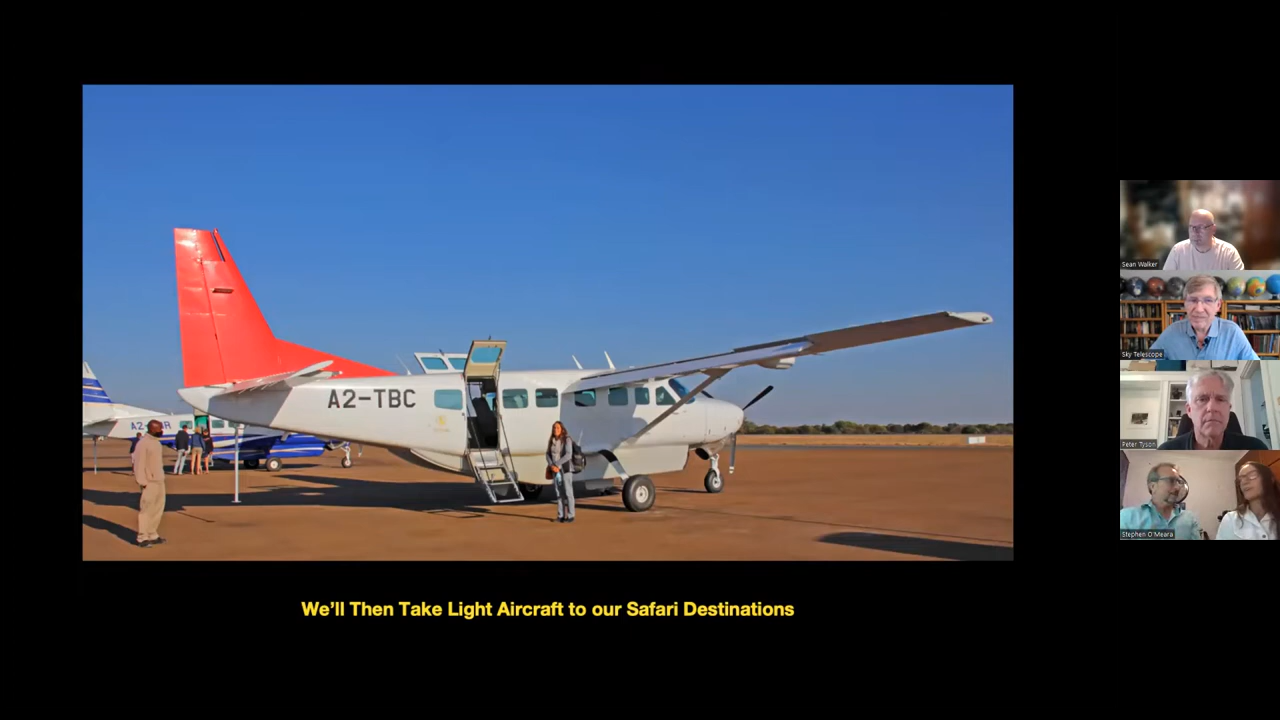 A2-TBC
We'll Then Take Light Aircraft to our Safari Destinations
Sean Walker
Sky Telescope
Peter Tyson
Stephen O Meara